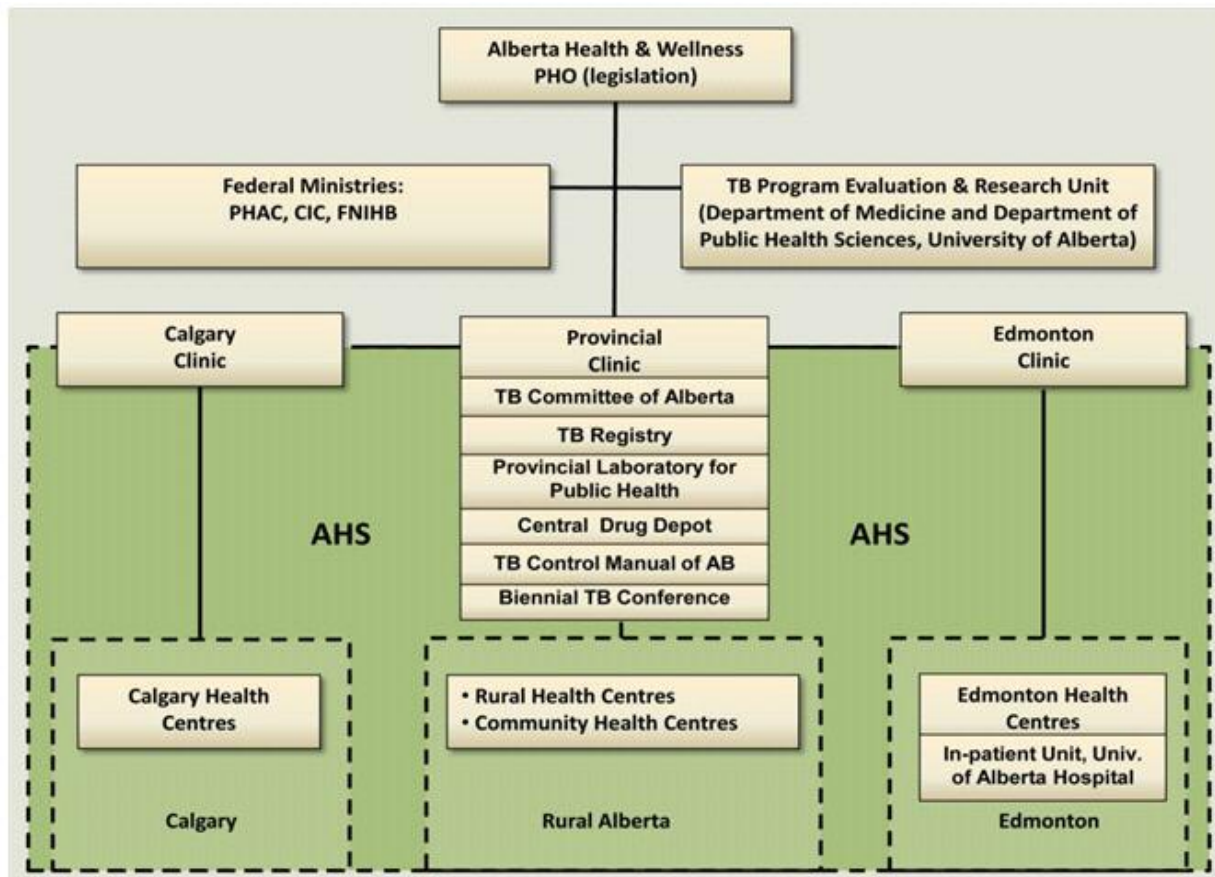 Alberta Health & Wellness
PHO (legislation)
Federal Ministries:
PHAC, CIC, FNIHB
TB Program Evaluation & Research Unit
(Department of Medicine and Department of
Public Health Sciences, University of Alberta)
Calgary
Clinic
Provincial
Clinic
TB Committee of Alberta
TB Registry
Provincial Laboratory for
Public Health
Central Drug Depot
TB Control Manual of AB
Biennial TB Conference
Edmonton
Clinic
AHS
AHS
Calgary Health
Centres
Calgary
• Rural Health Centres
• Community Health Centres
Rural Alberta
Edmonton Health
Centres
In-patient Unit, Univ.
of Alberta Hospital
Edmonton